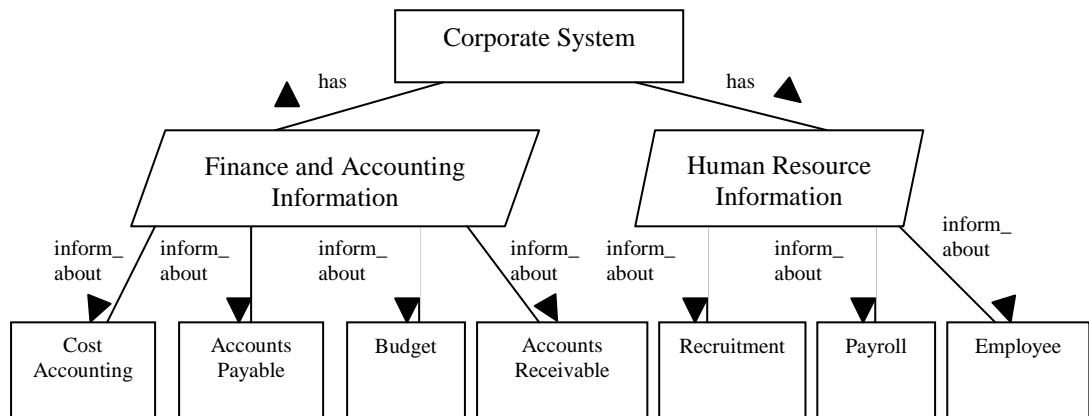 Corporate System
has
has
Finance and Accounting
Information
Human Resource
Information
inform_
about
inform_
about
inform_
about
inform_
about
inform_
about
inform_
about
inform_
about
Cost
Accounting
Accounts
Payable
Budget
Accounts
Receivable
Recruitment
Payroll
Employee